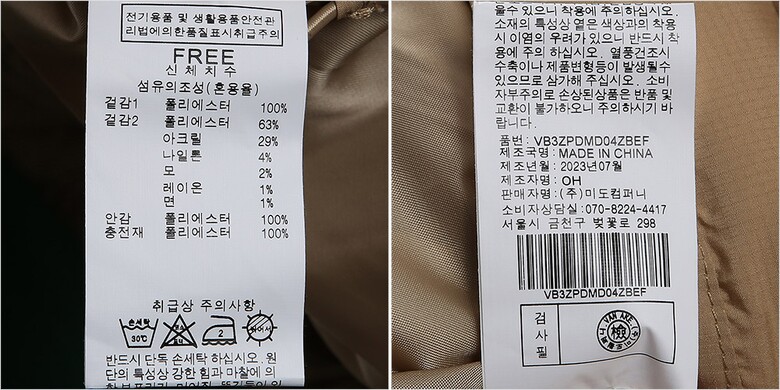 전기용품 및 생활용품안전관
리법에의한품질표시취급주의
FREE
신체치수
섬유의조성(혼용율)
겉감1 폴리에스터 100%
겉감2 폴리에스터 63%
아크릴 29%
나일론 4%
모 2%
레이온 1%
면 1%
안감 폴리에스터 100%
충전재 폴리에스터 100%
취급상 주의사항
손세탁
30℃
2
반드시 단독 손세탁 하십시오. 원
단의 특성상 강한 힘과 마찰에 의
울수 있으니 착용에 주의하십시오.
소재의 특성상 옅은 색상과의 착용
시 이염의 우려가 있으니 반드시 착
용에 주의 하십시오. 열풍건조시
수축이나 제품변형등이 발생될수
있으므로 삼가해 주십시오. 소비
자부주의로 손상된상품은 반품 및
교환이 불가하오니 주의하시기 바
랍니다.
품번: VB3ZPDMD04ZBEF
제조국명: MADE IN CHINA
제조년월: 2023년07월
제조자명: OH
판매자명: (주)미도컴퍼니
소비자상담실: 070-8224-4417
서울시 금천구 벚꽃로 298
VB3ZPDMD04ZBEF
검사필
VAN AKE
檢